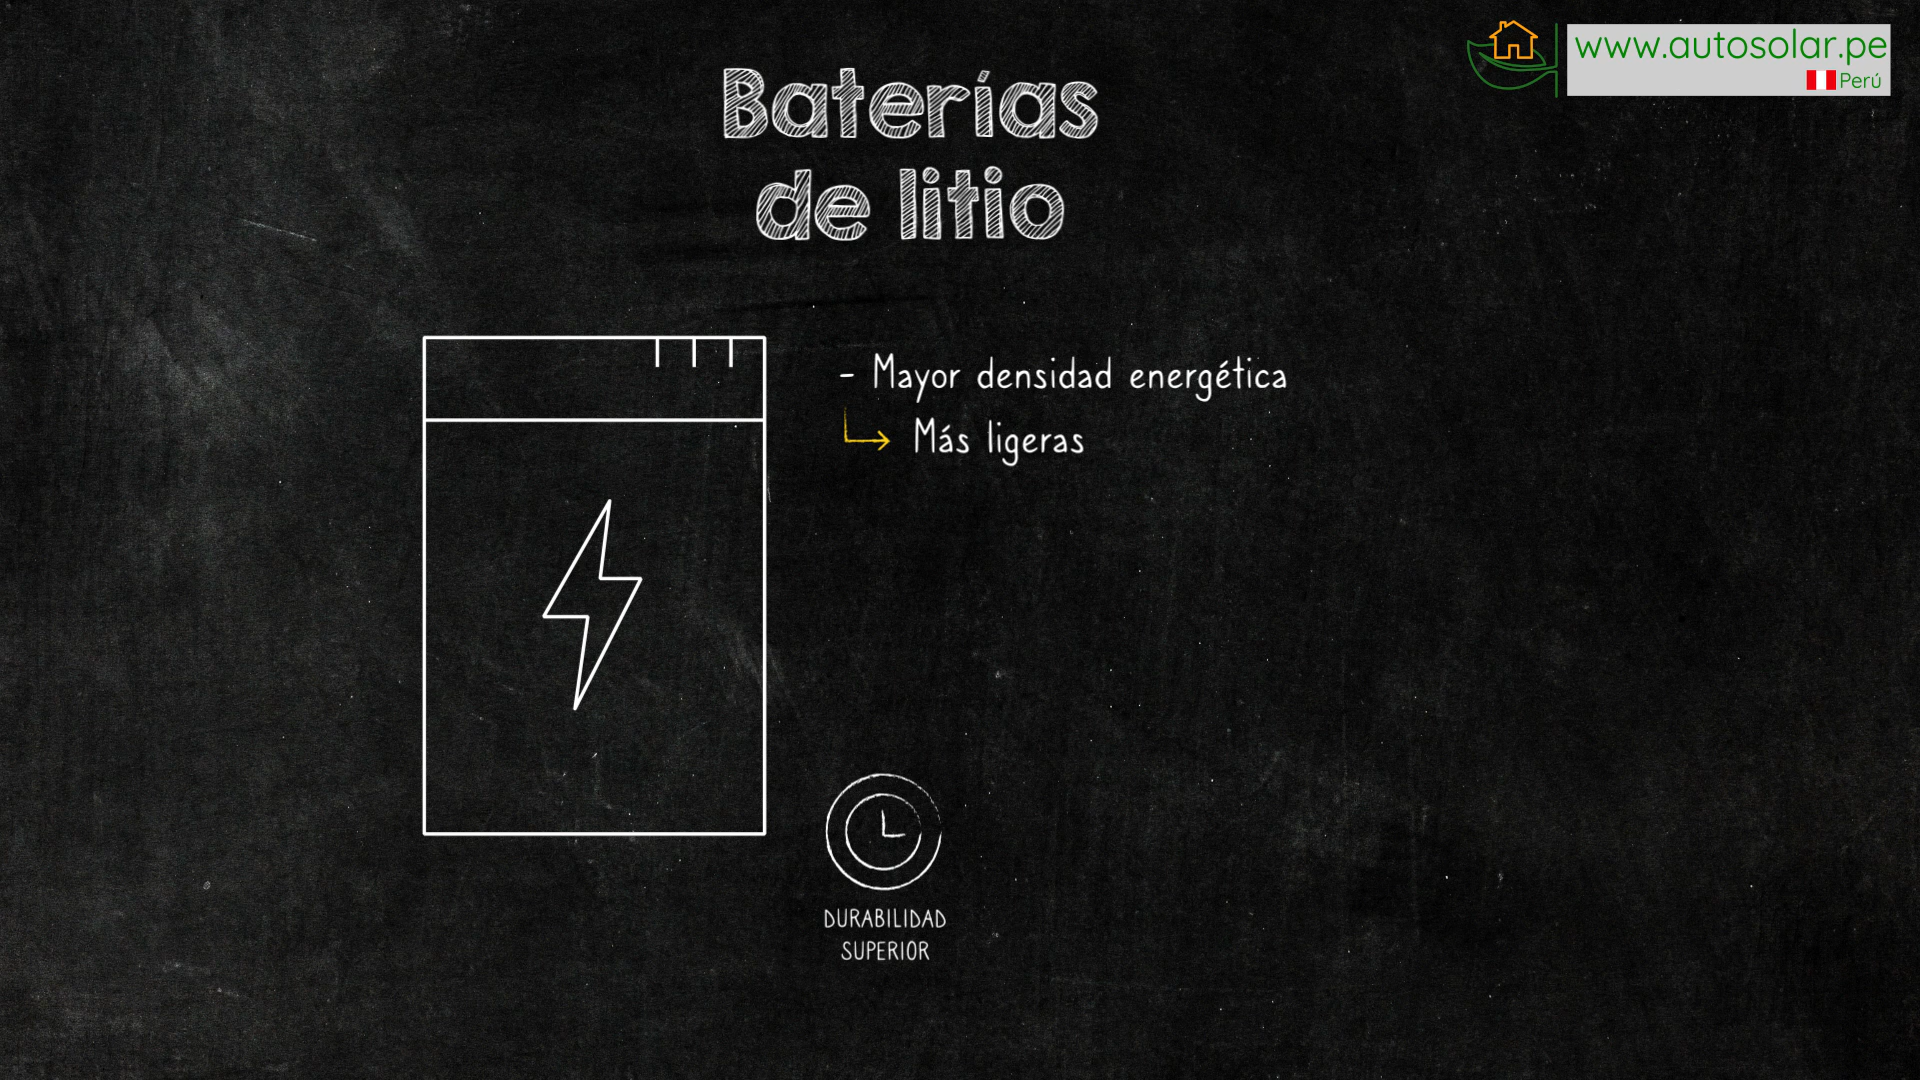 www.autosolar.pe
Perú
Baterías
de litio
- Mayor densidad energética
Más ligeras
DURABILIDAD
SUPERIOR